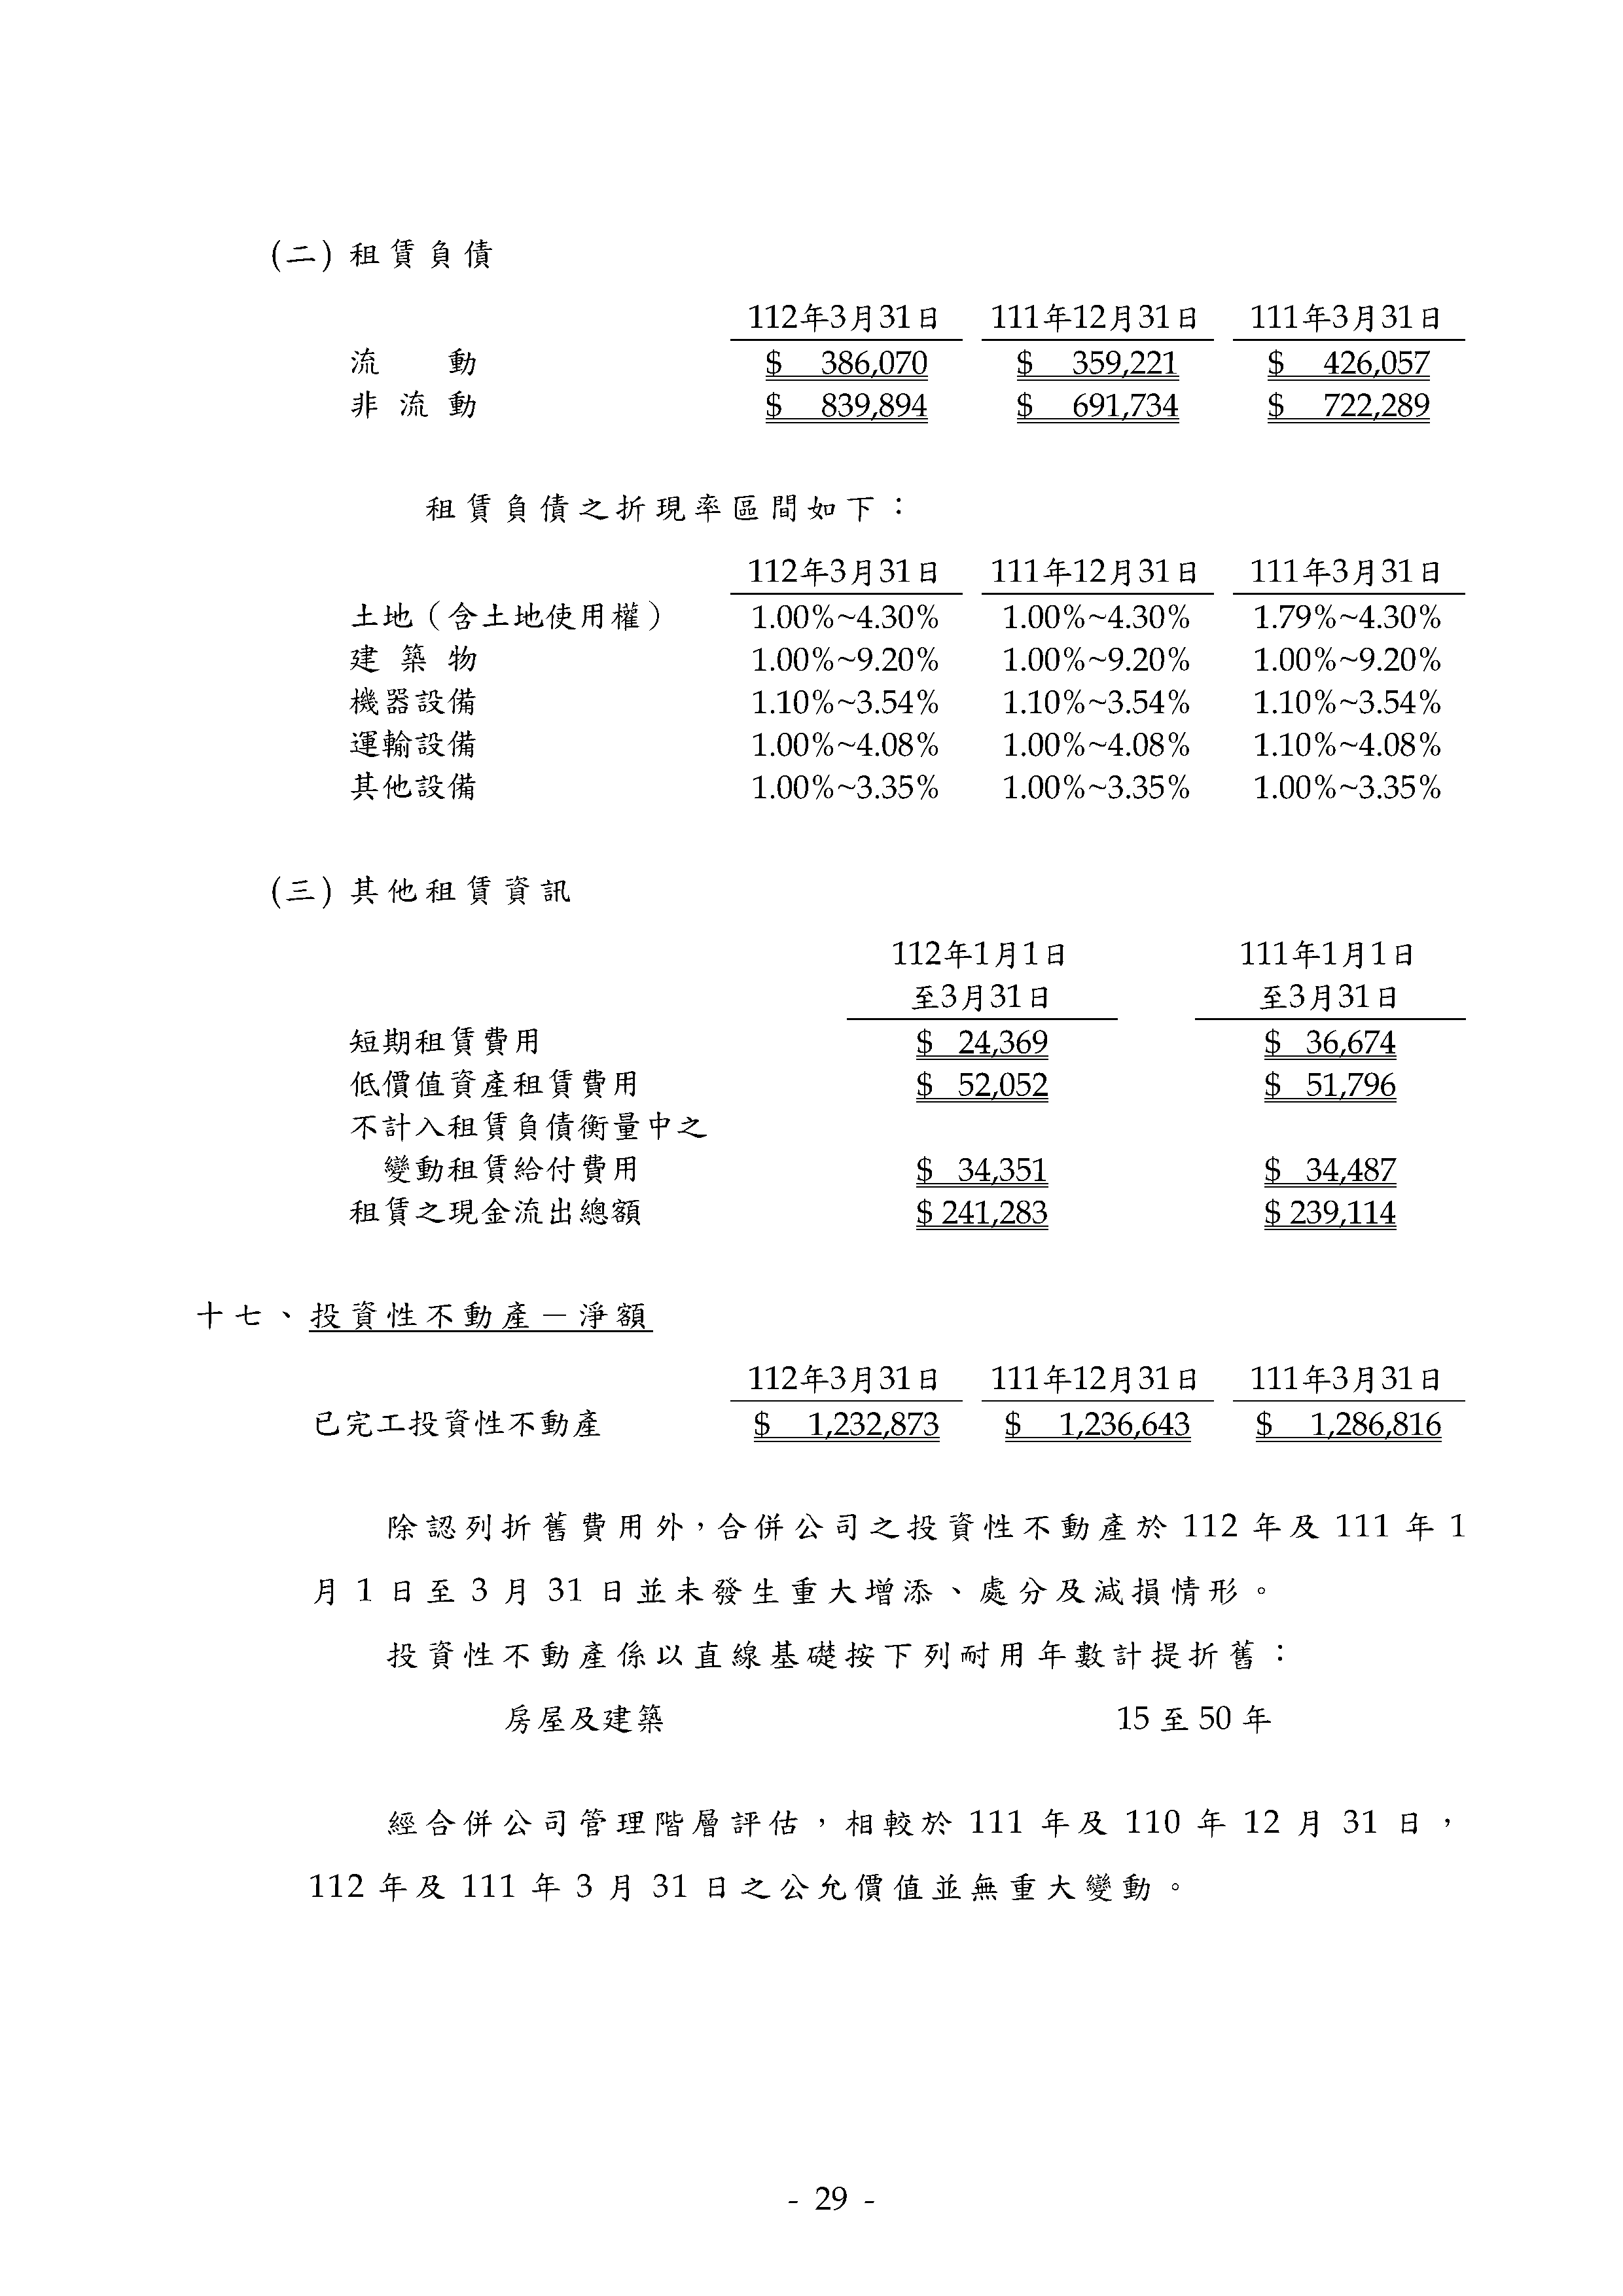 (二) 租賃負債
112年3月31日 111年12月31日 111年3月31日
流動 $ 386,070 $ 359,221 $ 426,057
非流動 $ 839,894 $ 691,734 $ 722,289
租賃負債之折現率區間如下：
112年3月31日 111年12月31日 111年3月31日
土地（含土地使用權） 1.00%~4.30% 1.00%~4.30% 1.79%~4.30%
建築物 1.00%~9.20% 1.00%~9.20% 1.00%~9.20%
機器設備 1.10%~3.54% 1.10%~3.54% 1.10%~3.54%
運輸設備 1.00%~4.08% 1.00%~4.08% 1.10%~4.08%
其他設備 1.00%~3.35% 1.00%~3.35% 1.00%~3.35%
(三) 其他租賃資訊
112年1月1日 111年1月1日
至3月31日 至3月31日
短期租賃費用 $ 24,369 $ 36,674
低價值資產租賃費用 $ 52,052 $ 51,796
不計入租賃負債衡量中之
變動租賃給付費用 $ 34,351 $ 34,487
租賃之現金流出總額 $ 241,283 $ 239,114
十七、投資性不動產－淨額
112年3月31日 111年12月31日 111年3月31日
已完工投資性不動產 $ 1,232,873 $ 1,236,643 $ 1,286,816
除認列折舊費用外，合併公司之投資性不動產於 112 年及 111 年 1
月 1 日至 3 月 31 日並未發生重大增添、處分及減損情形。
投資性不動產係以直線基礎按下列耐用年數計提折舊：
房屋及建築 15 至 50 年
經合併公司管理階層評估，相較於 111 年及 110 年 12 月 31 日，
112 年及 111 年 3 月 31 日之公允價值並無重大變動。
- 29 -